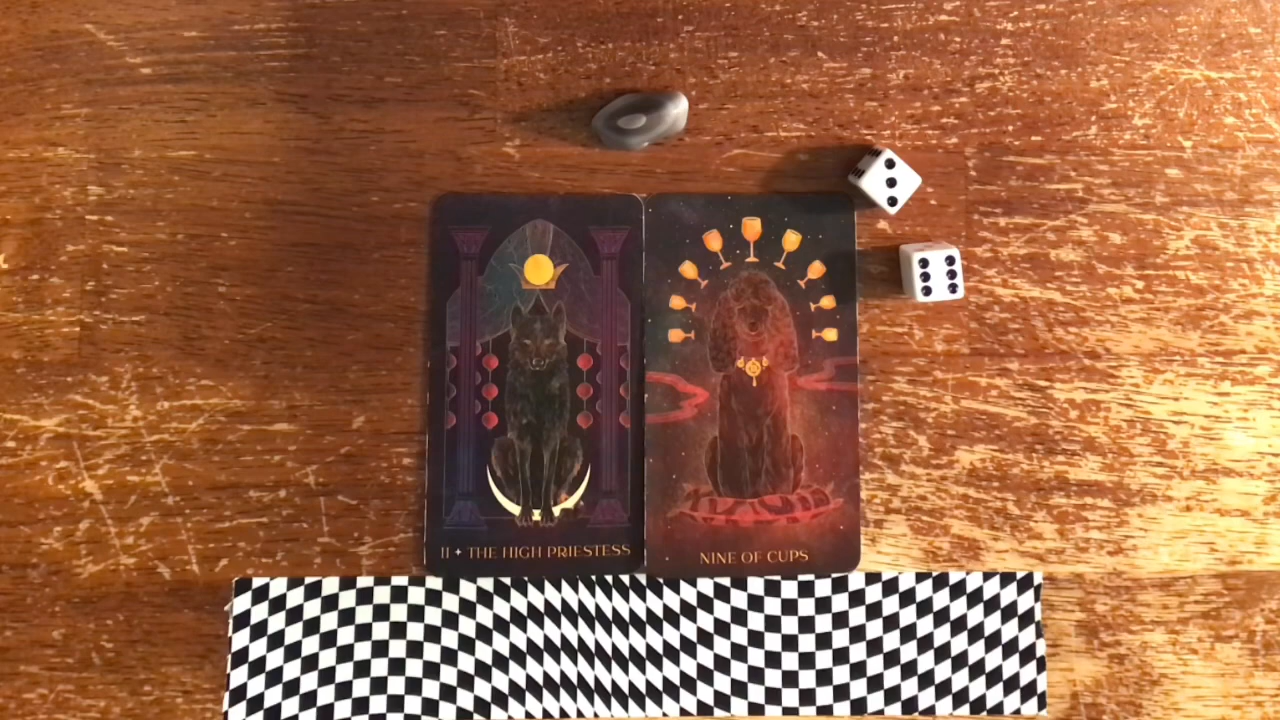 II ✦ THE HIGH PRIESTESS
NINE OF CUPS